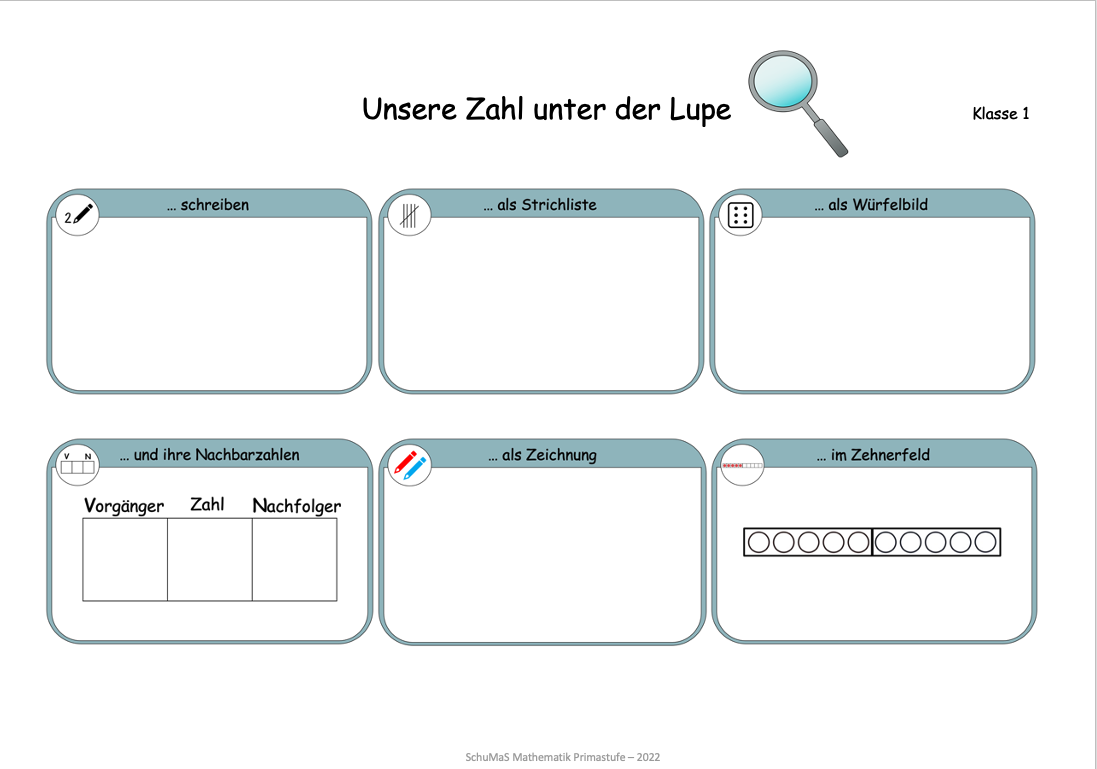 Unsere Zahl unter der Lupe
Klasse 1
2
... schreiben
... als Strichliste
... als Würfelbild
V N
... und ihre Nachbarzahlen
... als Zeichnung
... im Zehnerfeld
Vorgänger Zahl Nachfolger
SchuMaS Mathematik Primastufe – 2022